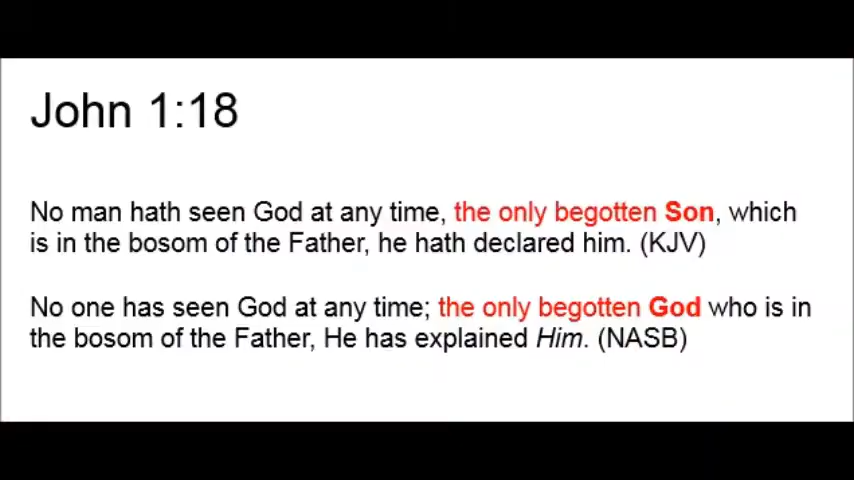 John 1:18
No man hath seen God at any time, the only begotten Son, which
is in the bosom of the Father, he hath declared him. (KJV)
No one has seen God at any time; the only begotten God who is in
the bosom of the Father, He has explained Him. (NASB)